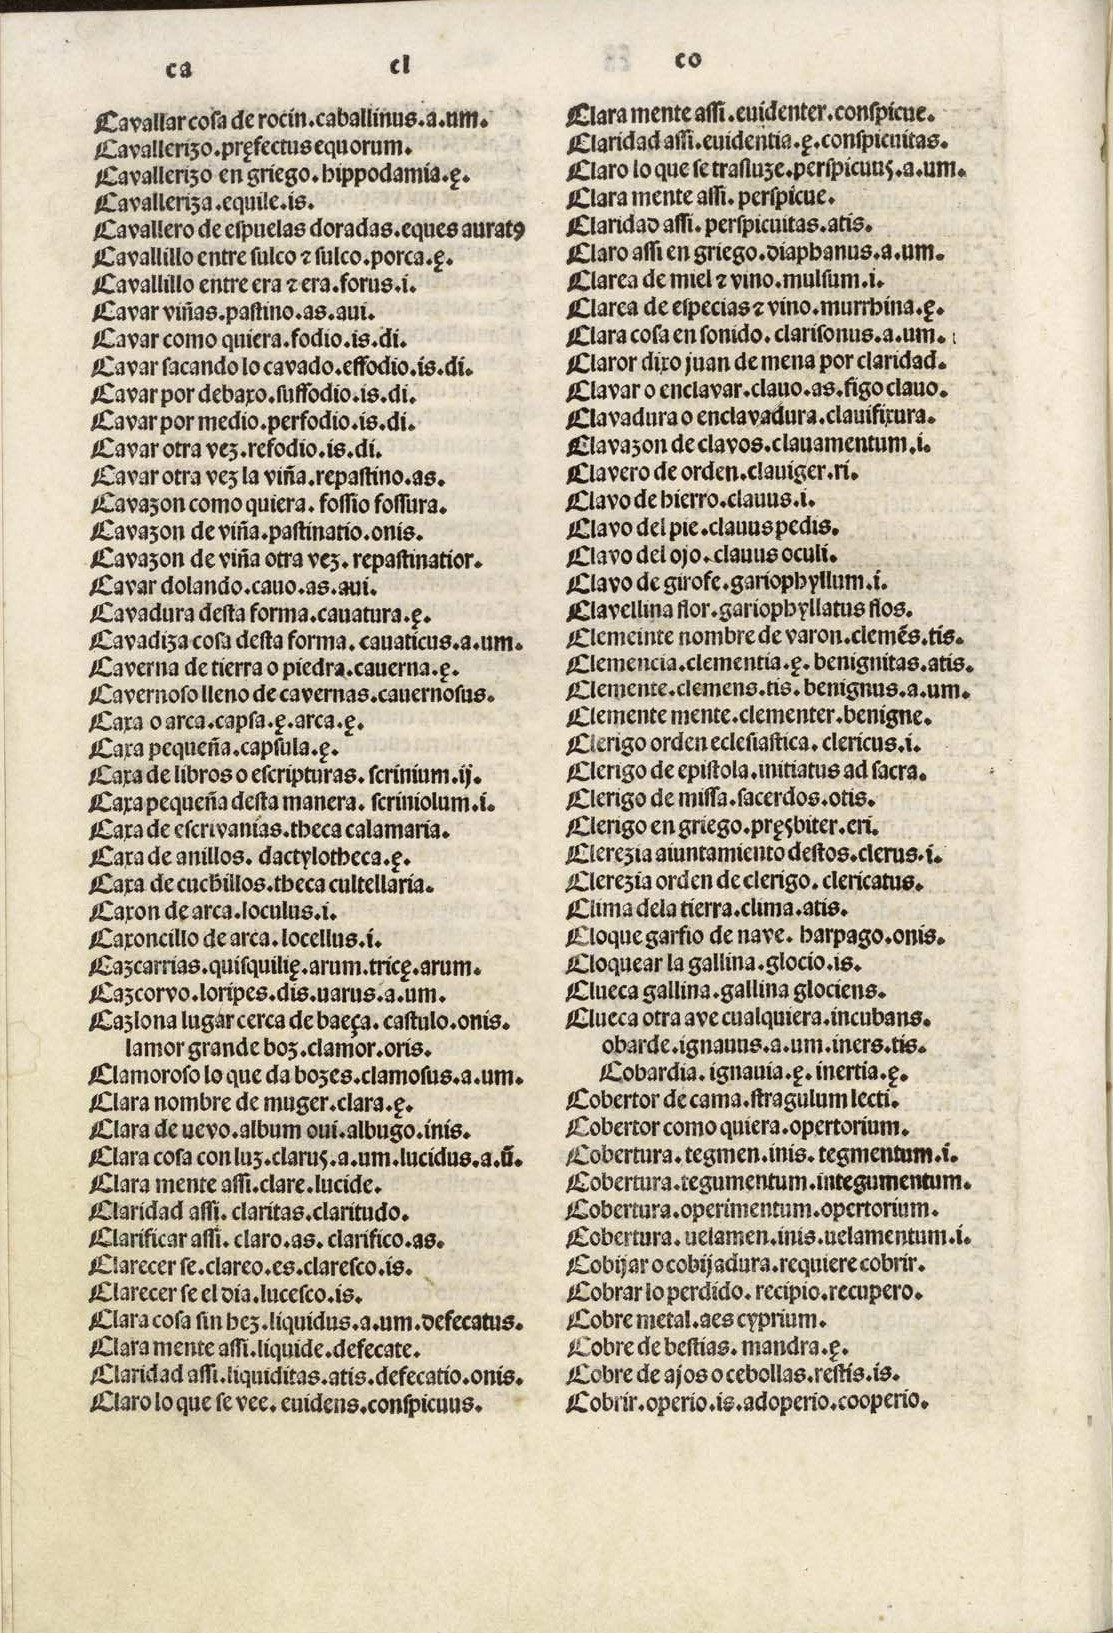 ca
cl
co
Cavallar cosa de rocin.caballinus.a.um.
Cavallerizo.pręfectus equorum.
Cavallerizo en griego.hippodamia.ę.
Cavalleriza.equile.is.
Cavallero de espuelas doradas.eques auratꝰ
Cavallillo entre sulco ⁊ sulco.porca.ę.
Cavallillo entre era ⁊ era.forus.i.
Cavar viñas.pastino.as.aui.
Cavar como quiera.fodio.is.di.
Cavar sacando lo cavado.effodio.is.di.
Cavar por debaxo.suffodio.is.di.
Cavar por medio.perfodio.is.di.
Cavar otra vez.refodio.is.di.
Cavar otra vez la viña.repastino.as.
Cavazon como quiera.fossio fossura.
Cavazon de viña.pastinatio.onis.
Cavazon de viña otra vez.repastinatior.
Cavar dolando.cauo.as.aui.
Cavadura desta forma.cauatura.ę.
Cavadiza cosa desta forma.cauaticus.a.um.
Caverna de tierra o piedra.cauerna.ę.
Cavernoso lleno de cavernas.cauernosus.
Caxa o arca.capsa.ę.arca.ę.
Caxa pequeña.capsula.ę.
Caxa de libros o escripturas.scrinium.ij.
Caxa pequeña desta manera.scriniolum.i.
Caxa de escrivanias.theca calamaria.
Caxa de anillos.dactylotheca.ę.
Caxa de cuchillos.theca cultellaria.
Caxon de arca.loculus.i.
Caxoncillo de arca.locellus.i.
Cazcarrias.quisquilię.arum.tricę.arum.
Cazcorvo.loripes.dis.uarus.a.um.
Cazlona lugar cerca de baeça.castulo.onis.
lamor grande boz.clamor.oris.
Clamoroso lo que da bozes.clamosus.a.um.
Clara nombre de muger.clara.ę.
Clara de uevo.album oui.albugo.inis.
Clara cosa con luz.clarus.a.um.lucidus.a.ū.
Clara mente assi.clare.lucide.
Claridad assi.claritas.claritudo.
Clarificar assi.claro.as.clarifico.as.
Clarecer se.clareo.es.claresco.is.
Clarecer se el dia.lucesco.is.
Clara cosa sin hez.liquidus.a.um.defecatus.
Clara mente assi.liquide.defecate.
Claridad assi.liquiditas.atis.defecatio.onis.
Claro lo que se vee.euidens.conspicuus.
Clara mente assi.euidenter.conspicue.
Claridad assi.euidentia.ę.conspicuitas.
Claro lo que se trasluze.perspicuus.a.um.
Clara mente assi.perspicue.
Claridad assi.perspicuitas.atis.
Claro assi en griego.diaphanus.a.um.
Clarea de miel ⁊ vino.mulsum.i.
Clarea de especias ⁊ vino.murrhina.ę.
Clara cosa en sonido.clarisonus.a.um.
Claror dixo juan de mena por claridad.
Clavar o enclavar.clauo.as.figo clauo.
Clavadura o enclavadura.clauifixura.
Clavazon de clavos.clauamentum.i.
Clavero de orden.clauiger.ri.
Clavo de hierro.clauus.i.
Clavo del pie.clauus pedis.
Clavo del ojo.clauus oculi.
Clavo de girofe.gariophyllum.i.
Clavellina flor.gariophyllatus flos.
Clemeinte nombre de varon.clemēs.tis.
Clemencia.clementia.ę.benignitas.atis.
Clemente.clemens.tis.benignus.a.um.
Clemente mente.clementer.benigne.
Clerigo orden eclesiastica.clericus.i.
Clerigo de epistola.initiatus ad sacra.
Clerigo de missa.sacerdos.otis.
Clerigo en griego.pręsbiter.eri.
Clerezia aiuntamiento destos.clerus.i.
Clerezia orden de clerigo.clericatus.
Clima dela tierra.clima.atis.
Cloque garfio de nave.harpago.onis.
Cloquear la gallina.glocio.is.
Clueca gallina.gallina glociens.
Clueca otra ave cualquiera.incubans.
obarde.ignauus.a.um.iners.tis.
Cobardia.ignauia.ę.inertia.ę.
Cobertor de cama.stragulum lecti.
Cobertor como quiera.opertorium.
Cobertura.tegmen.inis.tegmentum.i.
Cobertura.tegumentum.integumentum.
Cobertura.operimentum.opertorium.
Cobertura.uelamen.inis.uelamentum.i.
Cobijar o cobijadura.requiere cobrir.
Cobrar lo perdido.recipio.recupero.
Cobre metal.aes cyprium.
Cobre de bestias.mandra.ę.
Cobre de ajos o cebollas.restis.is.
Cobrir.operio.is.adoperio.cooperio.